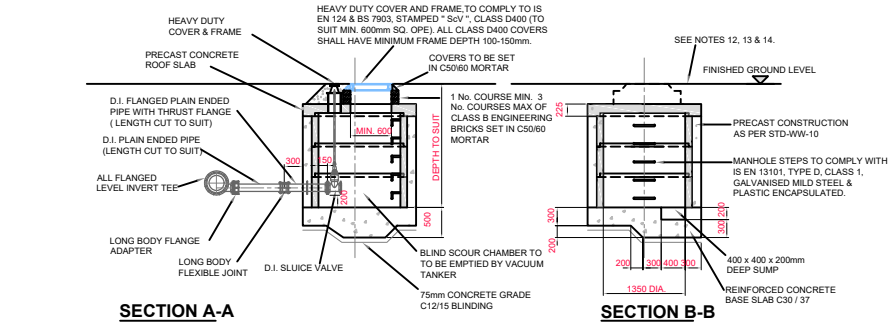 HEAVY DUTY
COVER & FRAME
HEAVY DUTY COVER AND FRAME,TO COMPLY TO IS
EN 124 & BS 7903, STAMPED " ScV ", CLASS D400 (TO
SUIT MIN. 600mm SQ. OPE). ALL CLASS D400 COVERS
SHALL HAVE MINIMUM FRAME DEPTH 100-150mm.
PRECAST CONCRETE
ROOF SLAB
COVERS TO BE SET
IN C50\60 MORTAR
D.I. FLANGED PLAIN ENDED
PIPE WITH THRUST FLANGE
( LENGTH CUT TO SUIT)
1 No. COURSE MIN. 3
No. COURSES MAX OF
CLASS B ENGINEERING
BRICKS SET IN C50/60
MORTAR
MIN. 600
DEPTH TO SUIT
D.I. PLAIN ENDED PIPE
(LENGTH CUT TO SUIT)
300
150
200
500
ALL FLANGED
LEVEL INVERT TEE
LONG BODY FLANGE
ADAPTER
LONG BODY
FLEXIBLE JOINT
D.I. SLUICE VALVE
BLIND SCOUR CHAMBER TO
TO BE EMPTIED BY VACUUM
TANKER
75mm CONCRETE GRADE
C12/15 BLINDING
SECTION A-A
SEE NOTES 12, 13 & 14.
FINISHED GROUND LEVEL
225
PRECAST CONSTRUCTION
AS PER STD-WW-10
MANHOLE STEPS TO COMPLY WITH
IS EN 13101, TYPE D, CLASS 1,
GALVANISED MILD STEEL &
PLASTIC ENCAPSULATED.
300
200
200
300
200
300
400
300
400 x 400 x 200mm
DEEP SUMP
1350 DIA.
REINFORCED CONCRETE
BASE SLAB C30 / 37
SECTION B-B